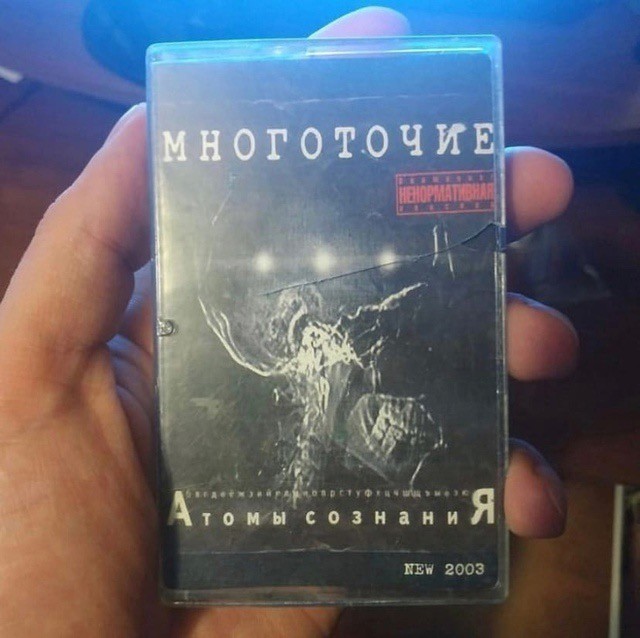 МНОГОТОЧИЕ
НЕНОРМАТИВНАЯ
Атомы сознаниЯ
NEW 2003